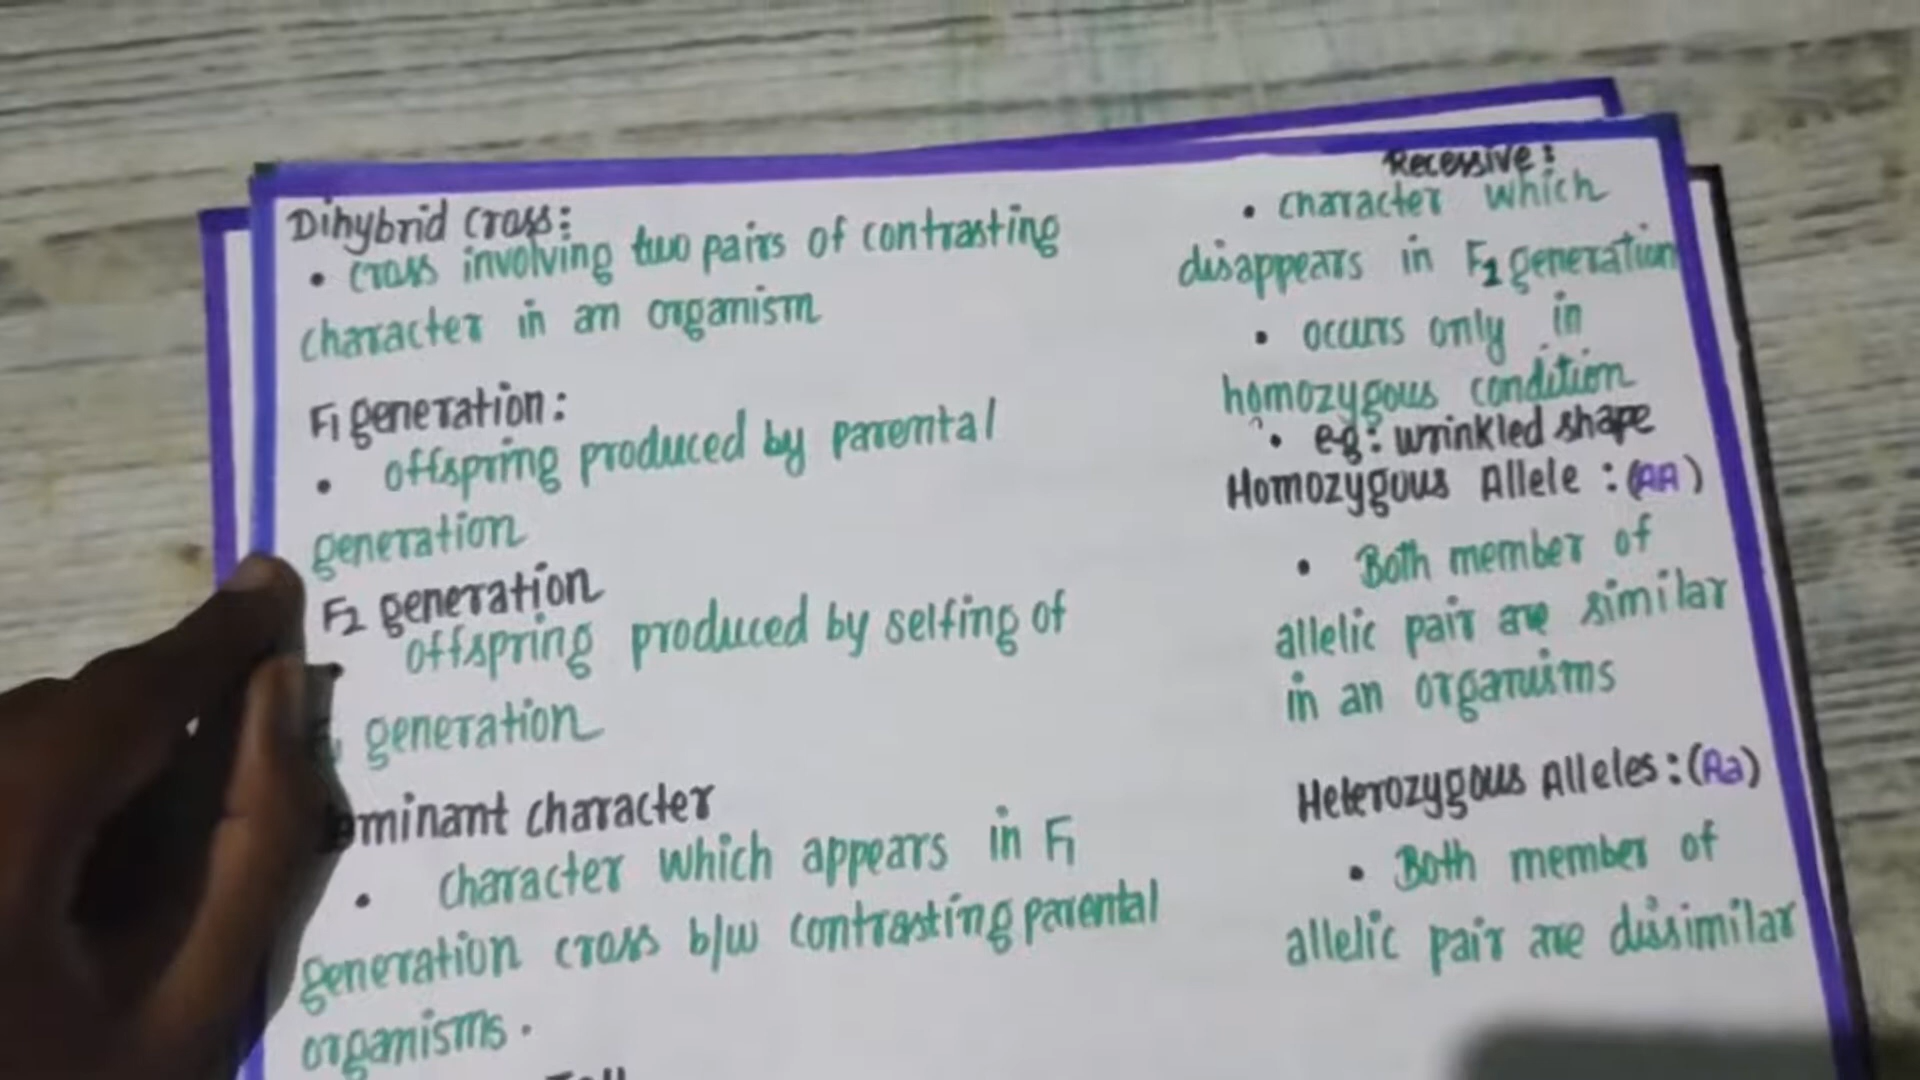 Dihybrid cross:
• cross involving two pairs of contrasting
character in an organism
F1 generation:
• offspring produced by parental
generation
F2 generation
• offspring produced by selfing of
generation
character
• character which appears in F1
generation cross b/w contrasting parental
organisms.
Recessive:
• character which
disappears in generation
• occurs only in
homozygous condition
• eg: wrinkled shape
Homozygous Allele : (AA)
• Both member of
allelic pair are similar
in an
Heterozygous Alleles : (Aa)
• Both member of
allelic pair are dissimilar